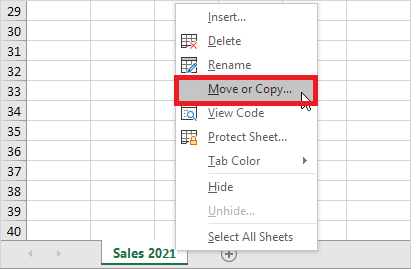 29
Insert...
30
Delete
31
Rename
32
Move or Copy...
33
View Code
34
Protect Sheet...
35
Tab Color
36
37
Hide
38
Unhide...
39
Select All Sheets
40
Sales 2021